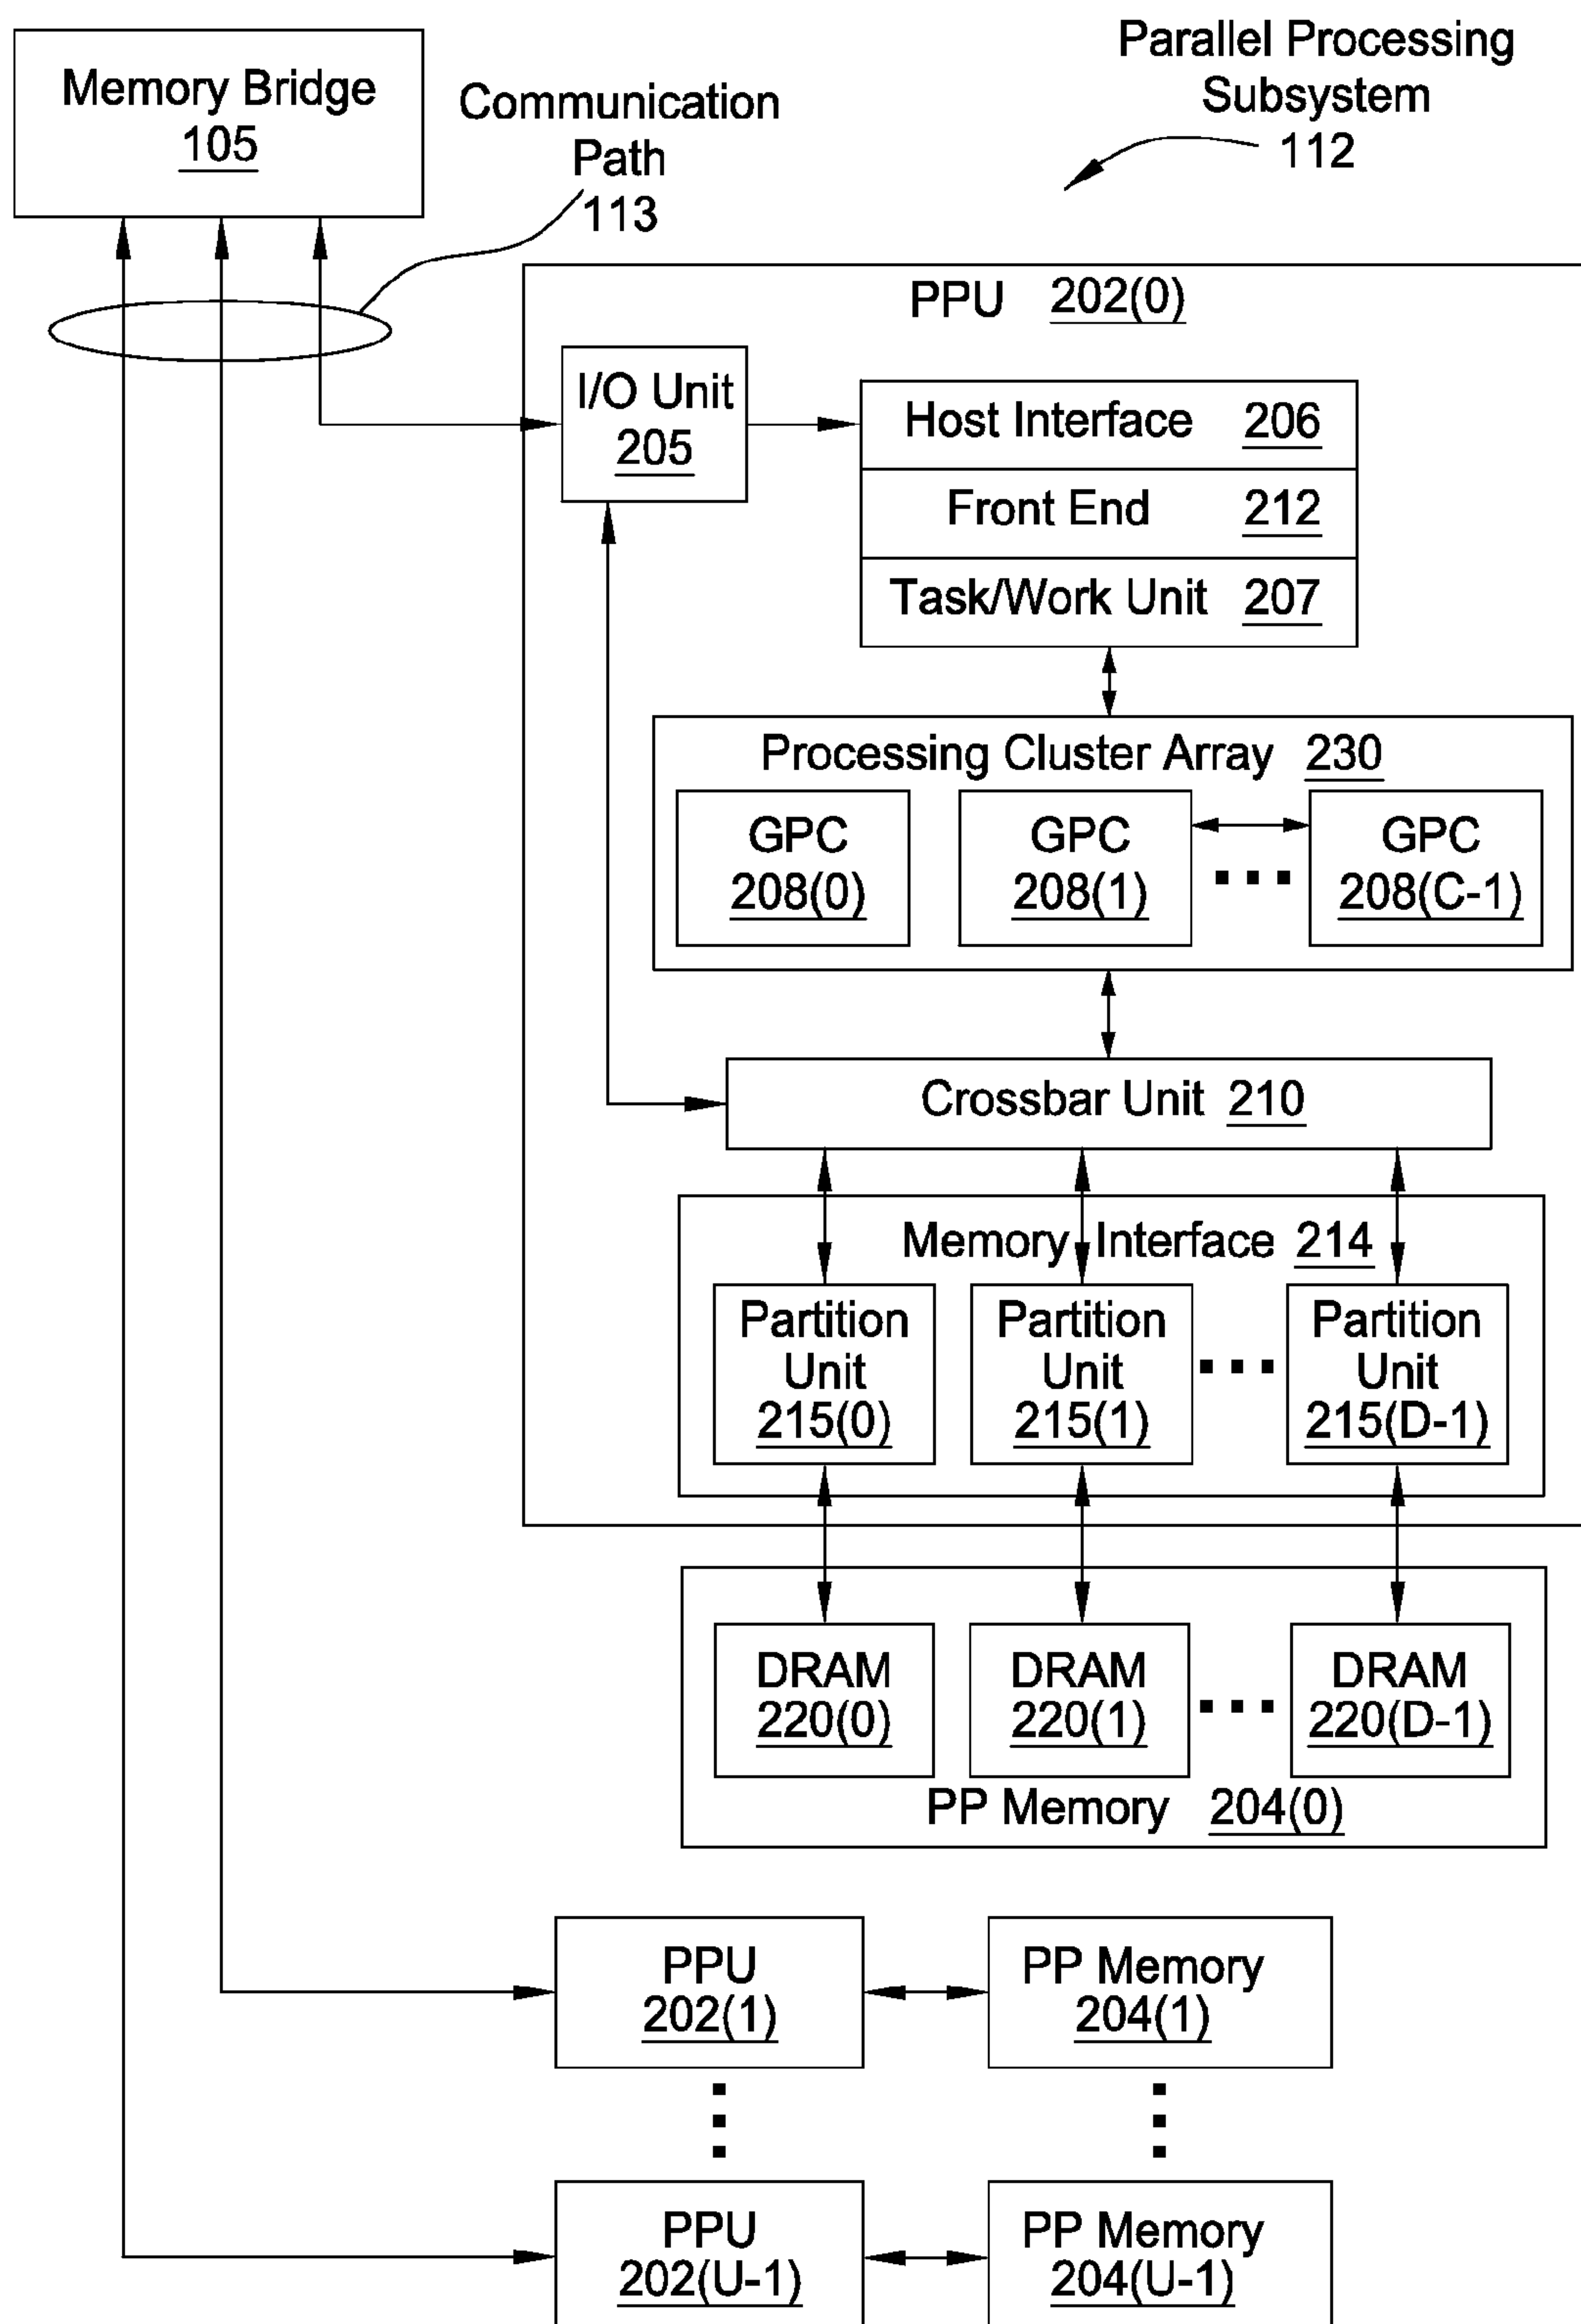 Parallel Processing
Subsystem
112
Memory Bridge
105
Communication
Path
113
PPU 202(0)
I/O Unit
205
Host Interface 206
Front End 212
Task/Work Unit 207
Processing Cluster Array 230
GPC
208(0)
GPC
208(1)
GPC
208(C-1)
Crossbar Unit 210
Memory Interface 214
Partition
Unit
215(0)
Partition
Unit
215(1)
Partition
Unit
215(D-1)
DRAM
220(0)
DRAM
220(1)
DRAM
220(D-1)
PP Memory 204(0)
PPU
202(1)
PP Memory
204(1)
PPU
202(U-1)
PP Memory
204(U-1)